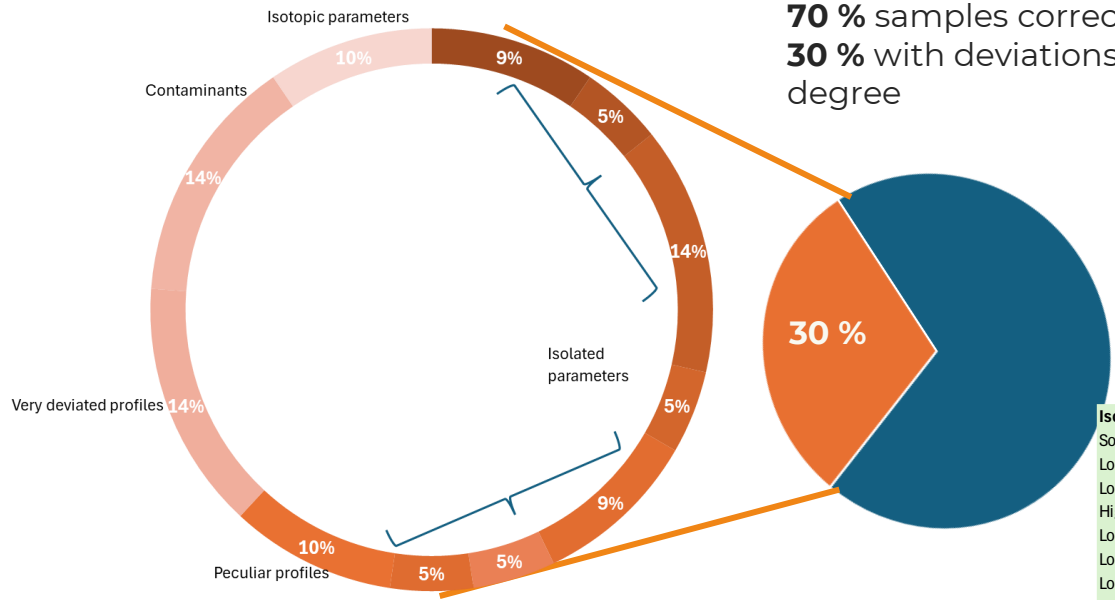 70 % samples correc
30 % with deviations
degree
Isotopic parameters
10%
9%
Contaminants
5%
14%
14%
30 %
Isolated
parameters
Very deviated profiles
14%
5%
9%
10%
5%
5%
Peculiar profiles
Iso
So
Lo
Lo
Hi
Lo
Lo
Lo